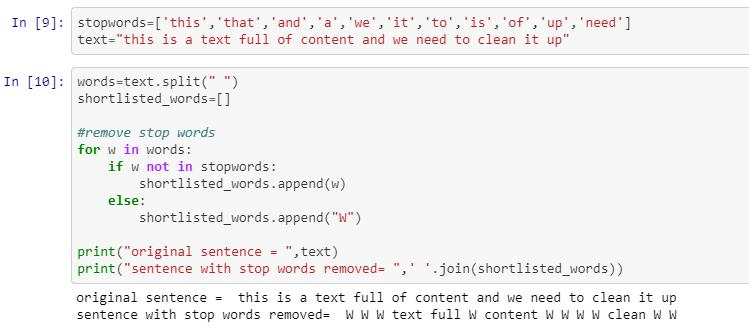 In [9]: stopwords=['this','that','and','a','we','it','to','is','of','up','need']
text="this is a text full of content and we need to clean it up"
In [10]: words=text.split(" ")
shortlisted_words=[]
#remove stop words
for w in words:
    if w not in stopwords:
        shortlisted_words.append(w)
    else:
        shortlisted_words.append("W")
print("original sentence = ",text)
print("sentence with stop words removed= ",' '.join(shortlisted_words))
original sentence =  this is a text full of content and we need to clean it up
sentence with stop words removed=  W W W text full W content W W W W clean W W